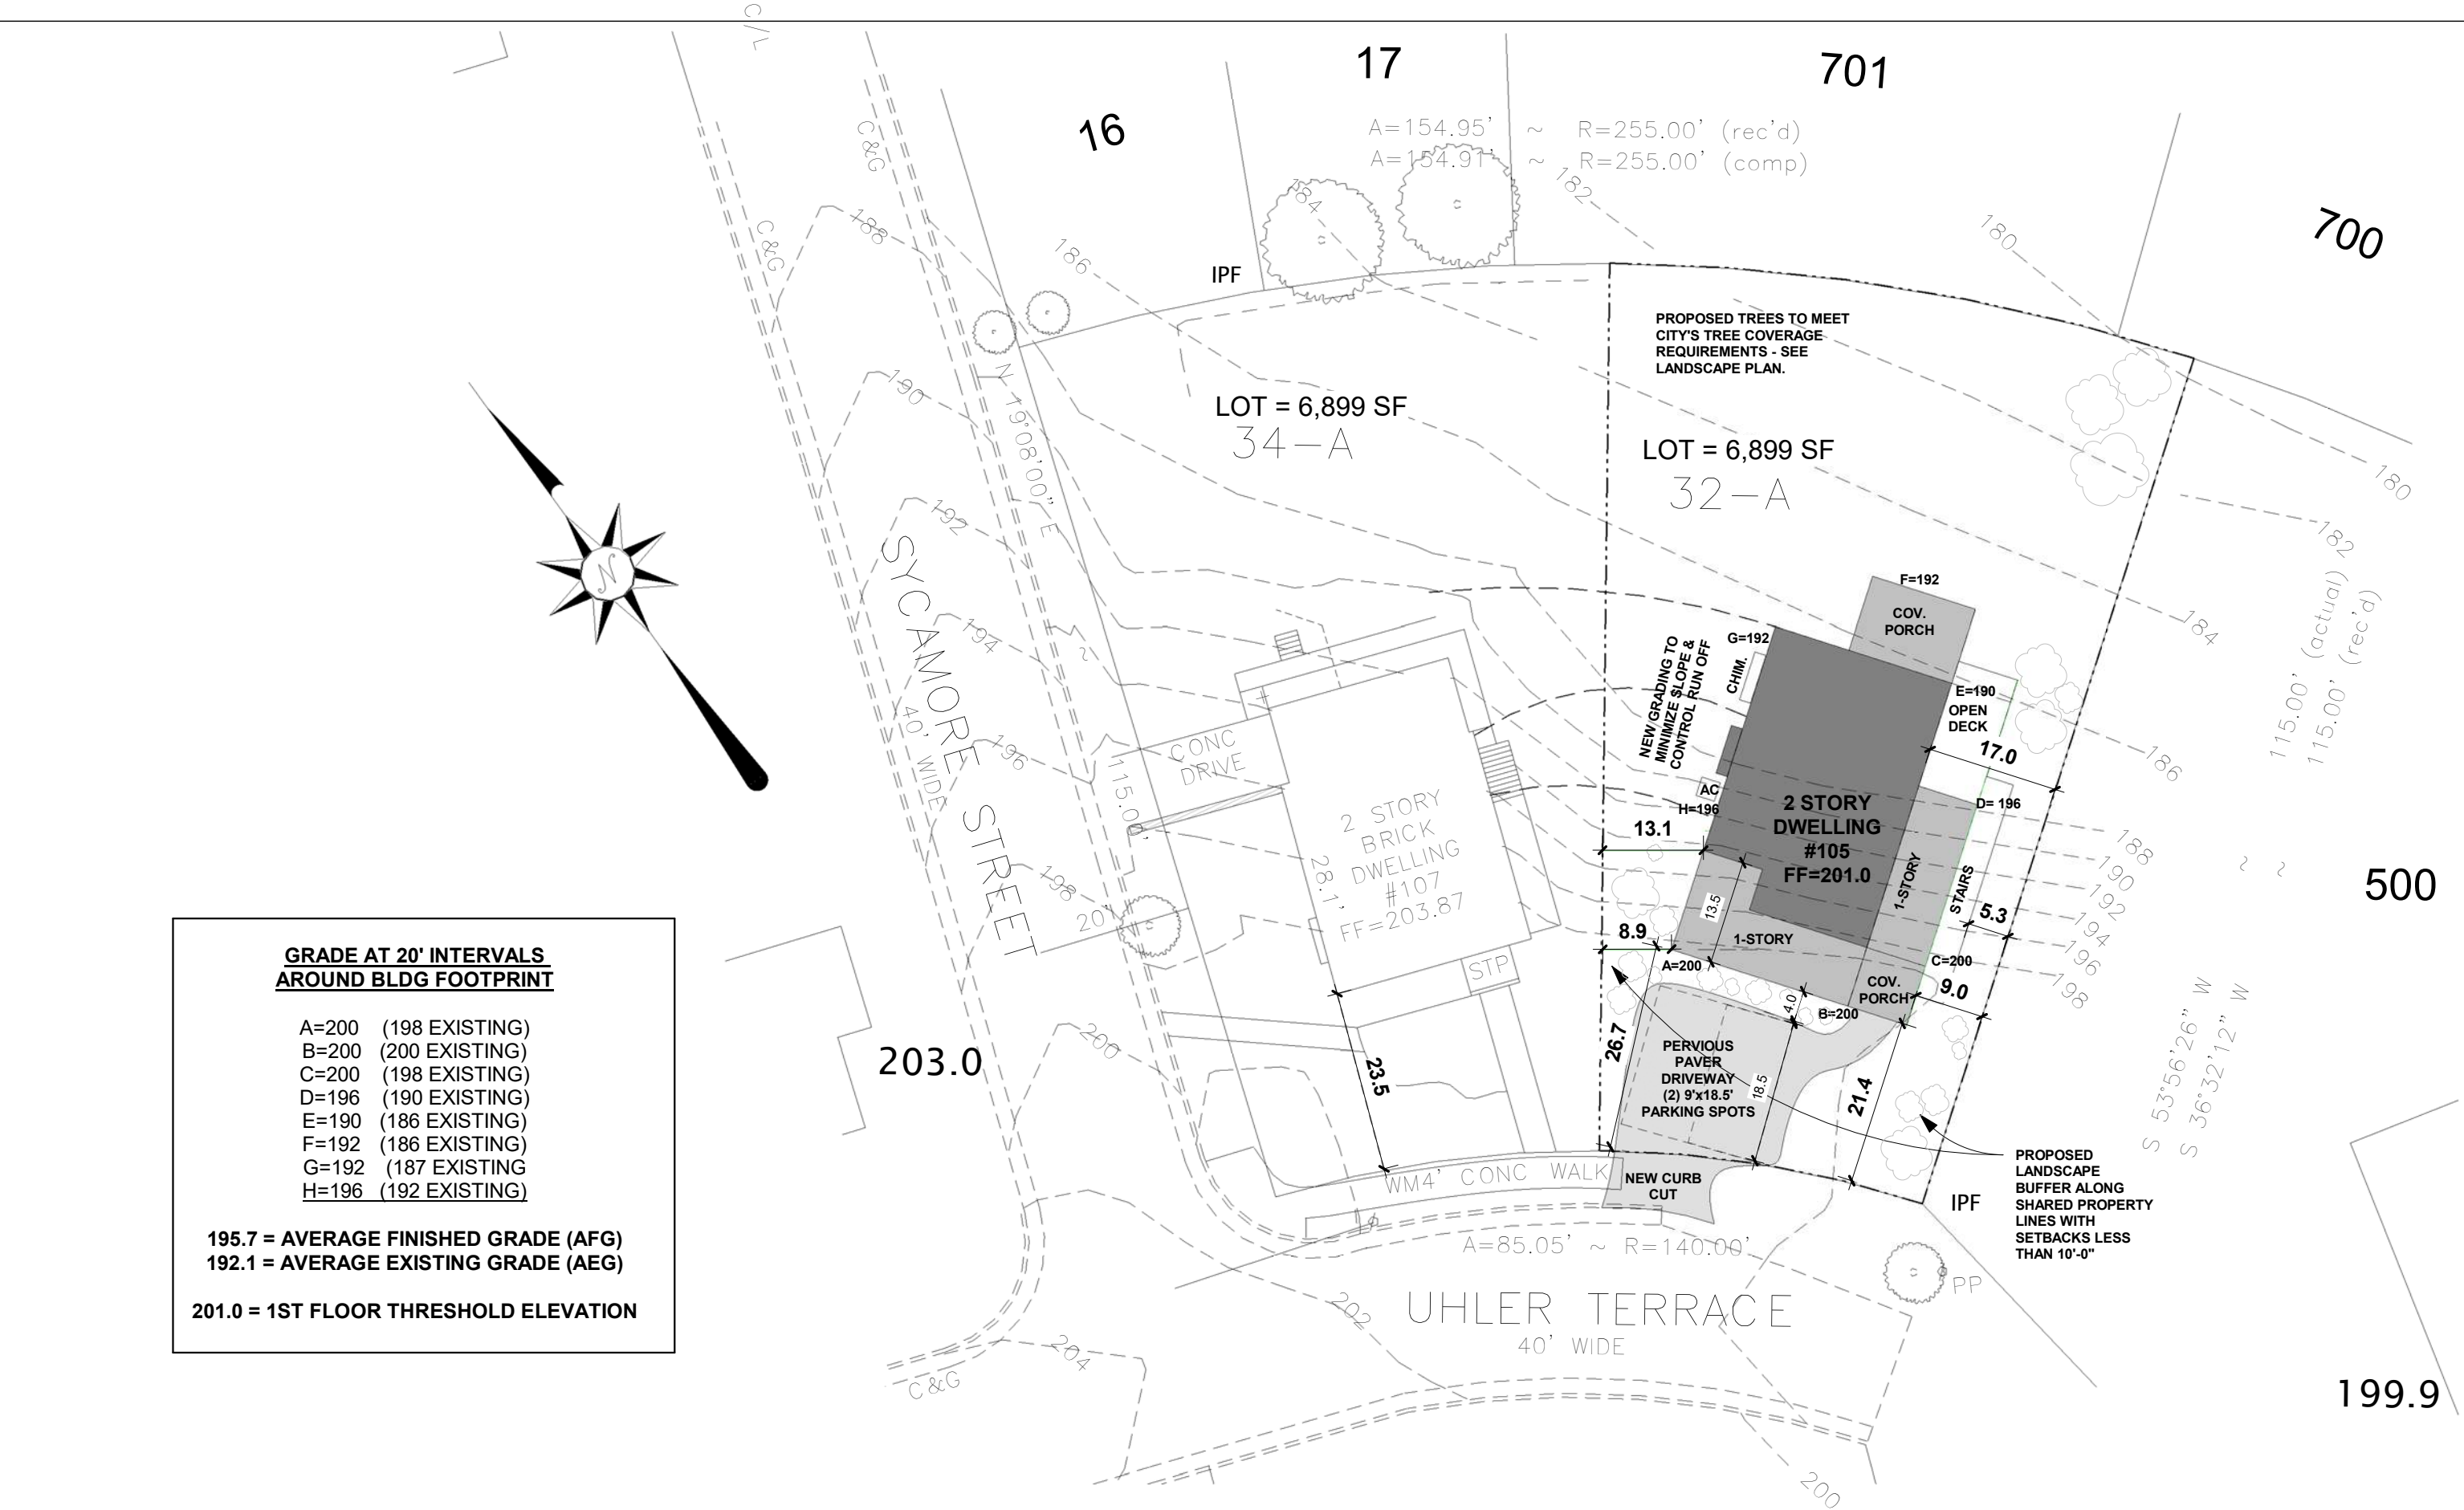 C/L
17
701
16
A=154.95' ~ R=255.00' (rec'd)
A=154.91' ~ R=255.00' (comp)
C&G
C&G
188
186
184
182
180
700
IPF
PROPOSED TREES TO MEET
CITY'S TREE COVERAGE
REQUIREMENTS - SEE
LANDSCAPE PLAN.
190
N 19°08'00" E
LOT = 6,899 SF
34-A
LOT = 6,899 SF
32-A
180
192
182
N
SYCAMORE STREET
40' WIDE
194
F=192
COV.
PORCH
184
115.00' (actual)
115.00' (rec'd)
G=192
CHIM.
NEW GRADING TO
MINIMIZE SLOPE &
CONTROL RUN OFF
E=190
OPEN
DECK
17.0
186
196
CONC
DRIVE
115.00'
AC
H=196
2 STORY
DWELLING
#105
FF=201.0
D= 196
13.1
2 STORY
BRICK
DWELLING
#107
FF=203.87
28.1'
188
190
192
194
196
198
1-STORY
STAIRS
5.3
500
198
20'
13.5
8.9
1-STORY
A=200
STP
C=200
COV.
PORCH
9.0
4.0
B=200
GRADE AT 20' INTERVALS
AROUND BLDG FOOTPRINT
A=200 (198 EXISTING)
B=200 (200 EXISTING)
C=200 (198 EXISTING)
D=196 (190 EXISTING)
E=190 (186 EXISTING)
F=192 (186 EXISTING)
G=192 (187 EXISTING
H=196 (192 EXISTING)
195.7 = AVERAGE FINISHED GRADE (AFG)
192.1 = AVERAGE EXISTING GRADE (AEG)
201.0 = 1ST FLOOR THRESHOLD ELEVATION
203.0
200
23.5
26.7
PERVIOUS
PAVER
DRIVEWAY
(2) 9'x18.5'
PARKING SPOTS
18.5
21.4
S 53°56'26" W
S 36°32'12" W
WM 4' CONC WALK
NEW CURB
CUT
IPF
PROPOSED
LANDSCAPE
BUFFER ALONG
SHARED PROPERTY
LINES WITH
SETBACKS LESS
THAN 10'-0"
A=85.05' ~ R=140.00'
PP
UHLER TERRACE
40' WIDE
202
204
C&G
199.9
200